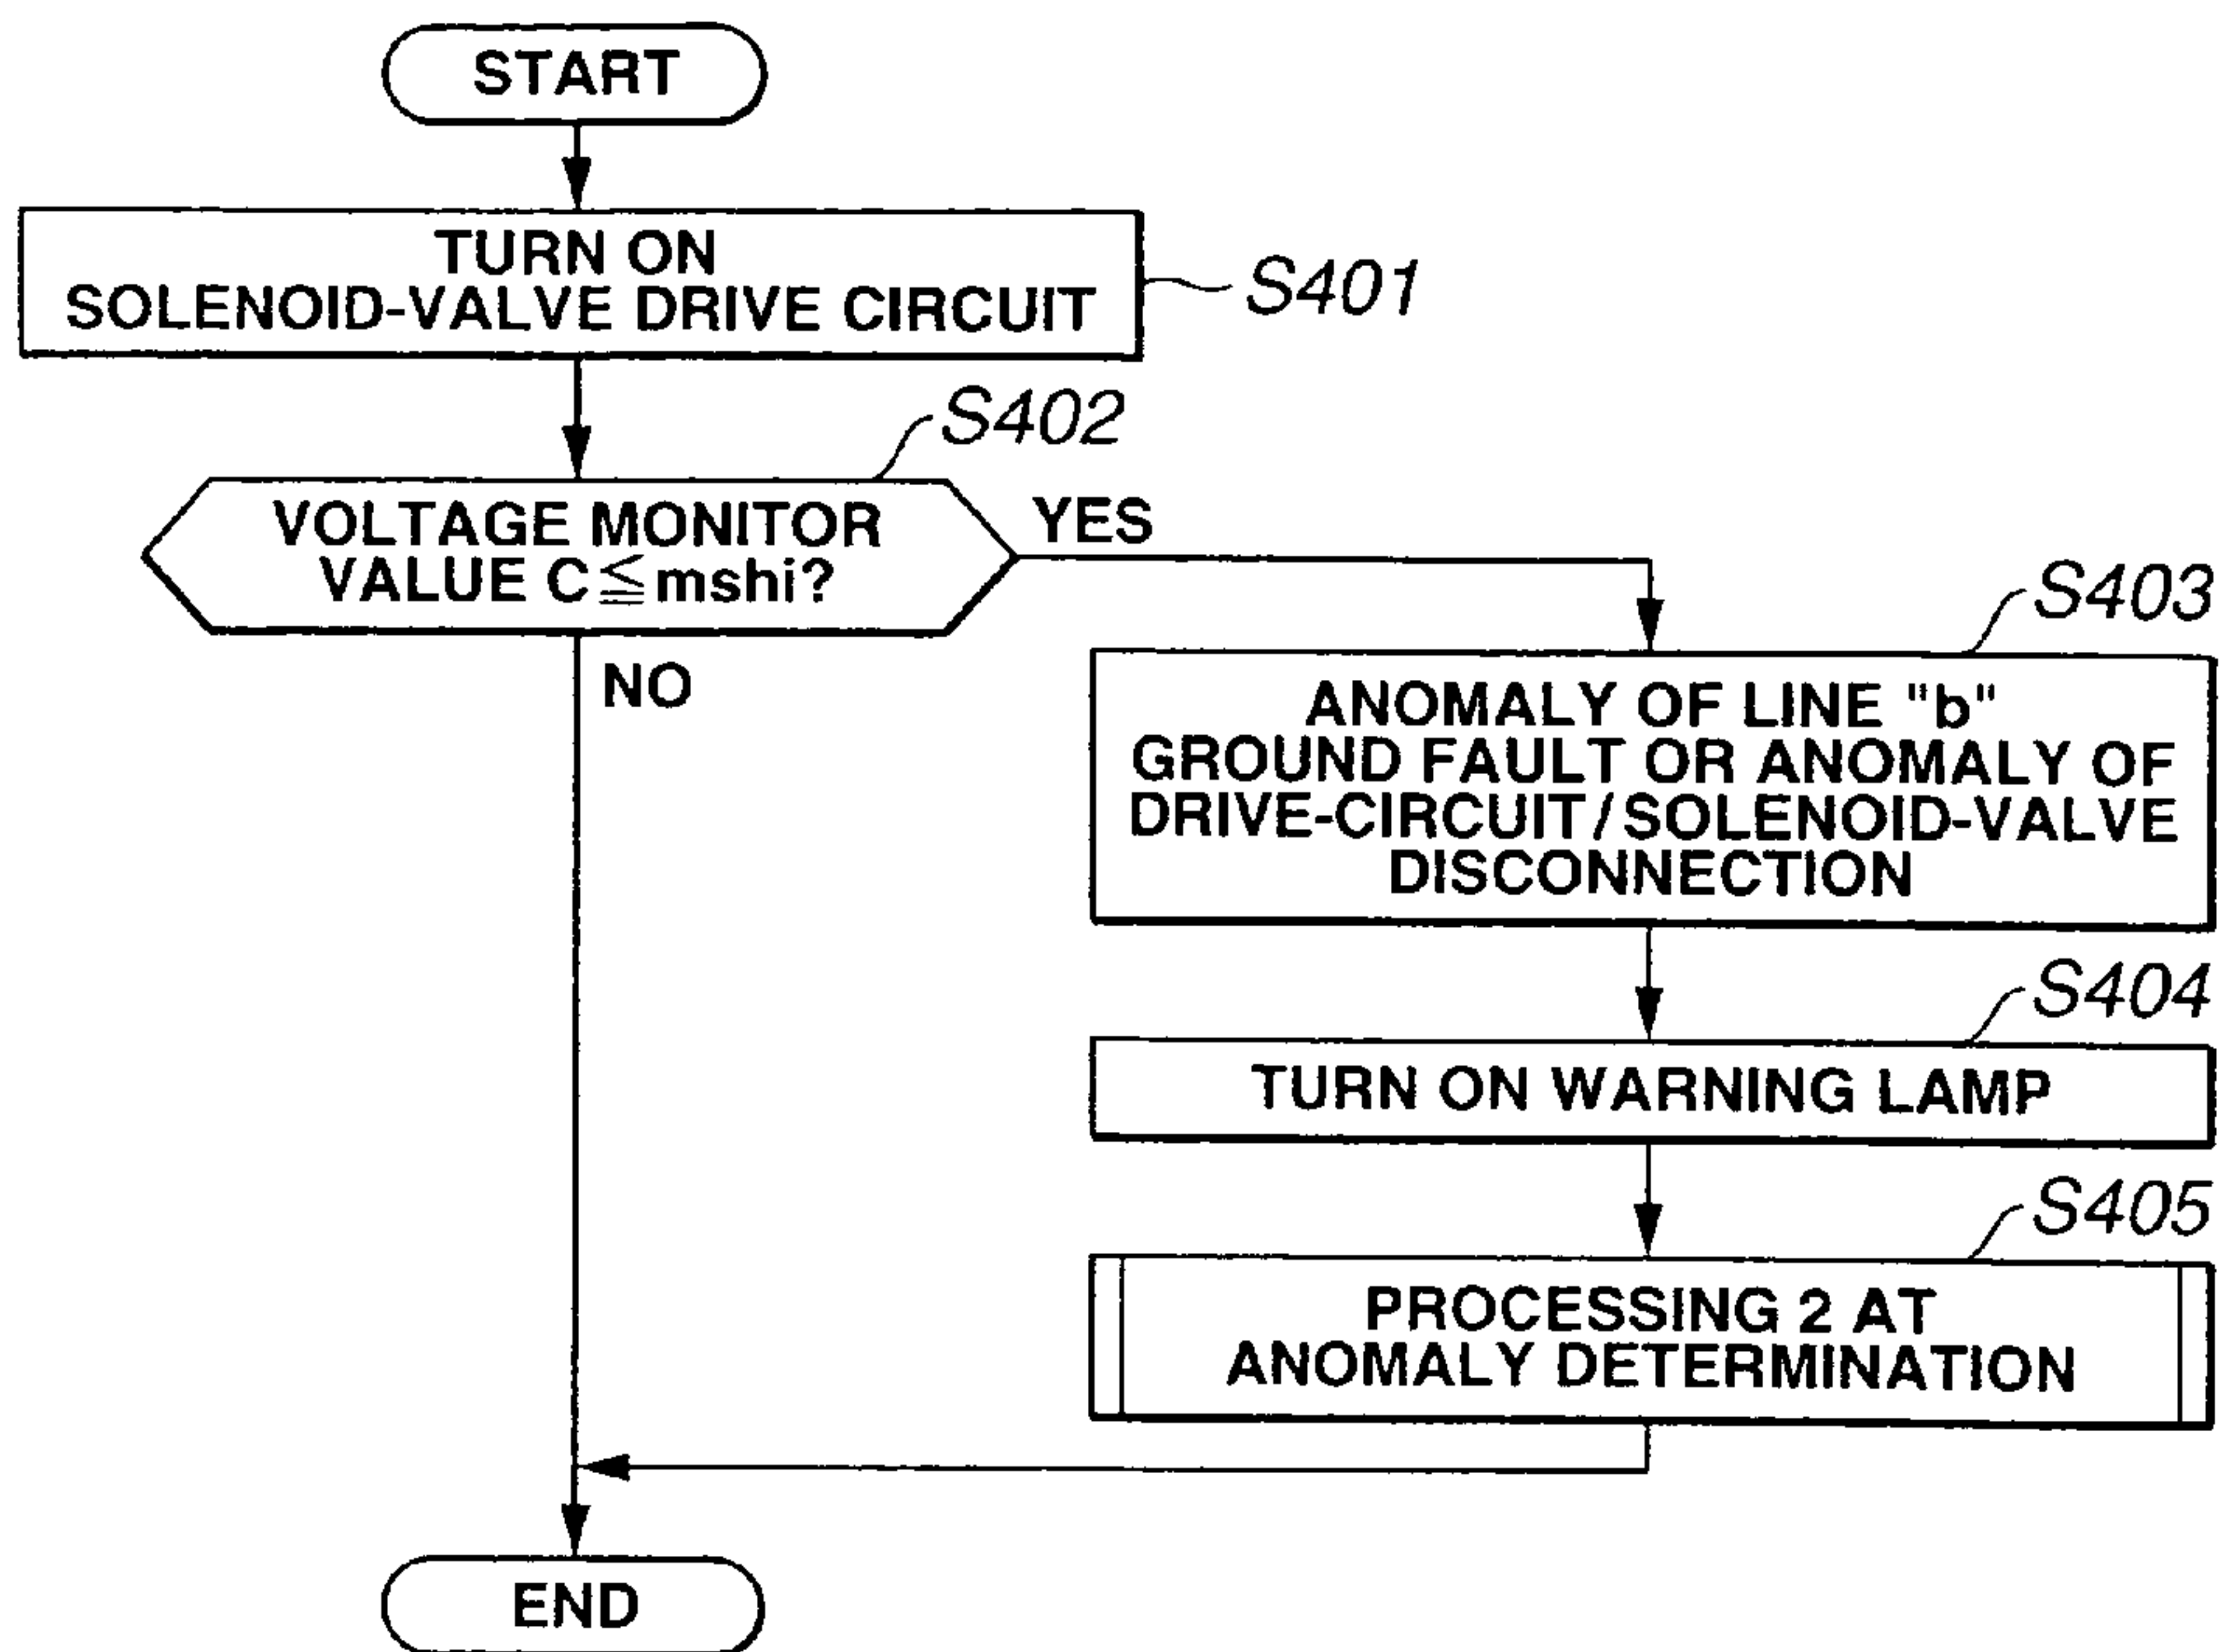 START
TURN ON
SOLENOID-VALVE DRIVE CIRCUIT
S401
S402
VOLTAGE MONITOR
VALUE C≦mshi?
YES
NO
S403
ANOMALY OF LINE "b"
GROUND FAULT OR ANOMALY OF
DRIVE-CIRCUIT/SOLENOID-VALVE
DISCONNECTION
S404
TURN ON WARNING LAMP
S405
PROCESSING 2 AT
ANOMALY DETERMINATION
END